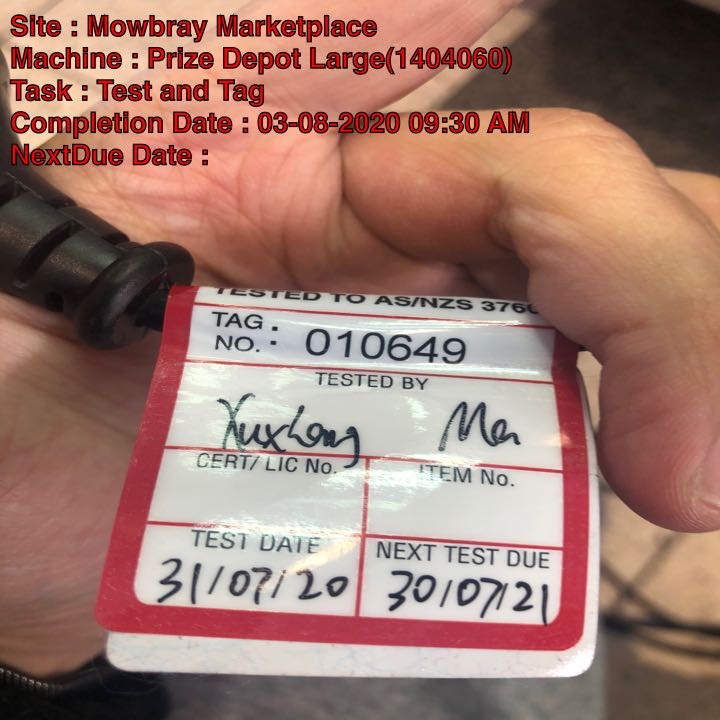 Site : Mowbray Marketplace
Machine : Prize Depot Large(1404060)
Task : Test and Tag
Completion Date : 03-08-2020 09:30 AM
NextDue Date :
TESTED TO AS/NZS 3760
TAG NO. : 010649
TESTED BY
Xuxhong Ma
CERT/ LIC No. ITEM No.
TEST DATE NEXT TEST DUE
31/07/20 30/07/21